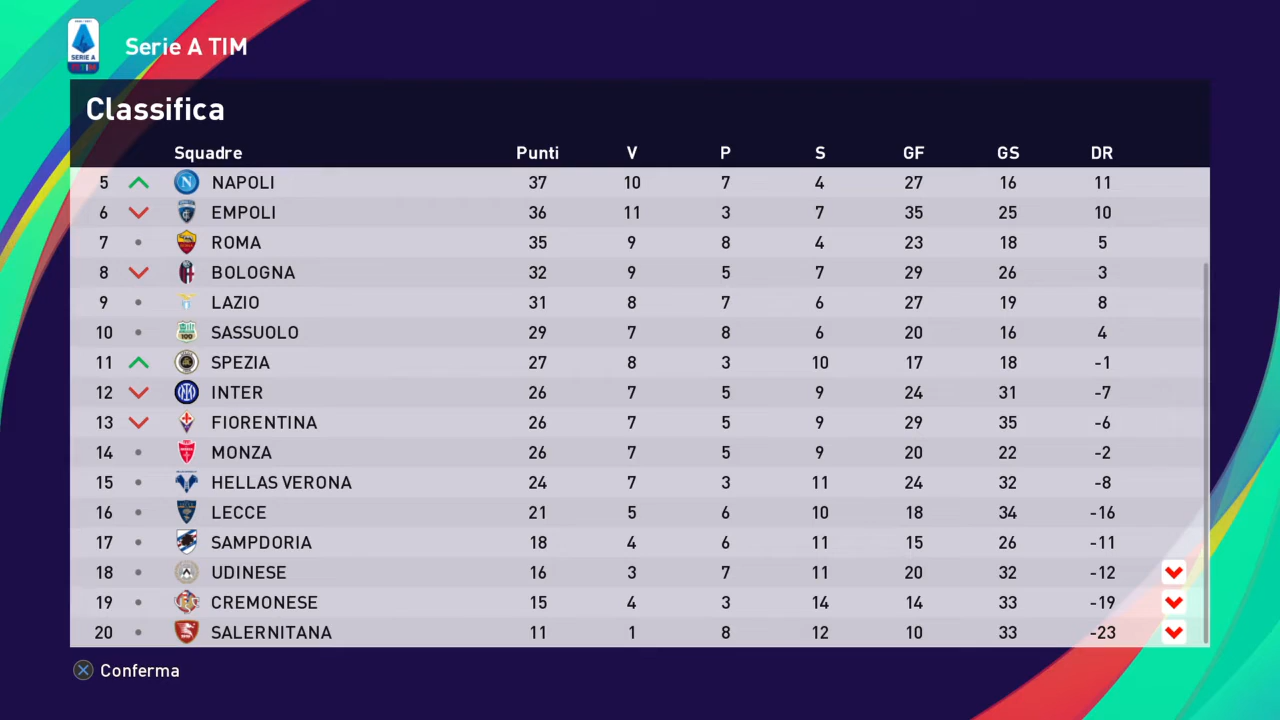 Serie A TIM
Classifica
Squadre Punti V P S GF GS DR
5 NAPOLI 37 10 7 4 27 16 11
6 EMPOLI 36 11 3 7 35 25 10
7 ROMA 35 9 8 4 23 18 5
8 BOLOGNA 32 9 5 7 29 26 3
9 LAZIO 31 8 7 6 27 19 8
10 SASSUOLO 29 7 8 6 20 16 4
11 SPEZIA 27 8 3 10 17 18 -1
12 INTER 26 7 5 9 24 31 -7
13 FIORENTINA 26 7 5 9 29 35 -6
14 MONZA 26 7 5 9 20 22 -2
15 HELLAS VERONA 24 7 3 11 24 32 -8
16 LECCE 21 5 6 10 18 34 -16
17 SAMPDORIA 18 4 6 11 15 26 -11
18 UDINESE 16 3 7 11 20 32 -12
19 CREMONESE 15 4 3 14 14 33 -19
20 SALERNITANA 11 1 8 12 10 33 -23
Conferma